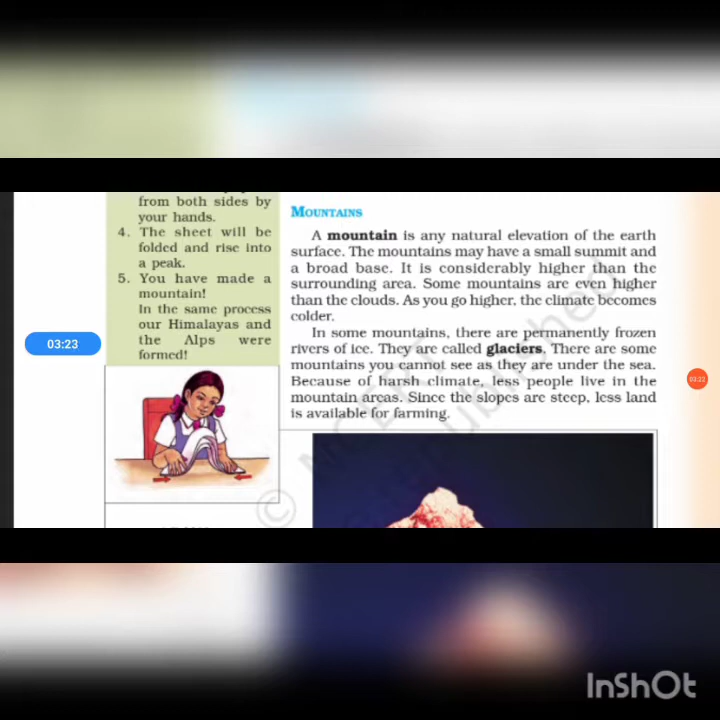 from both sides by
your hands.
4. The sheet will be
folded and rise into
a peak.
5. You have made a
mountain!
In the same process
our Himalayas and
the Alps were
formed!
MOUNTAINS
A mountain is any natural elevation of the earth
surface. The mountains may have a small summit and
a broad base. It is considerably higher than the
surrounding area. Some mountains are even higher
than the clouds. As you go higher, the climate becomes
colder.
In some mountains, there are permanently frozen
rivers of ice. They are called glaciers. There are some
mountains you cannot see as they are under the sea.
Because of harsh climate, less people live in the
mountain areas. Since the slopes are steep, less land
is available for farming.
03:23
03:22
© NCERT
republished
InShOt